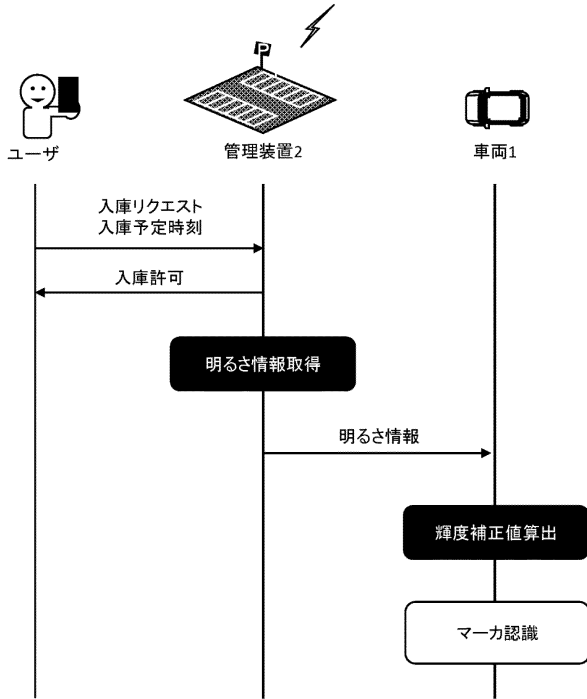 P
ユーザ
管理装置2
車両1
入庫リクエスト
入庫予定時刻
入庫許可
明るさ情報取得
明るさ情報
輝度補正値算出
マーカ認識